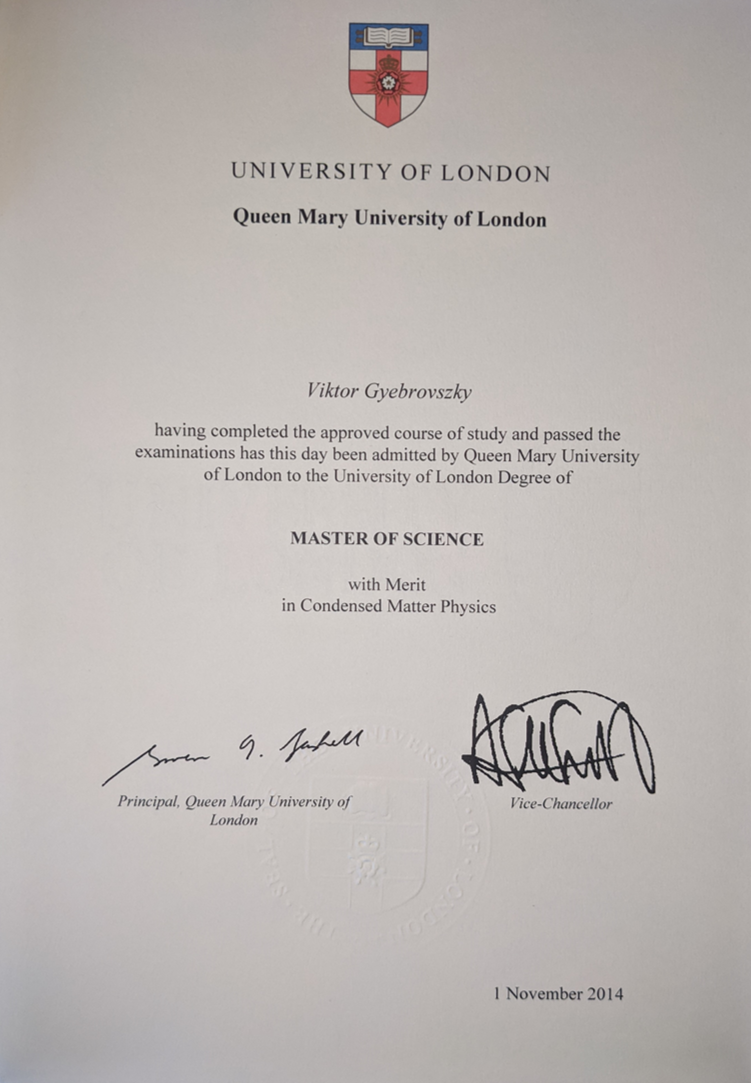 UNIVERSITY OF LONDON
Queen Mary University of London
Viktor Gyebrovszky
having completed the approved course of study and passed the
examinations has this day been admitted by Queen Mary University
of London to the University of London Degree of
MASTER OF SCIENCE
with Merit
in Condensed Matter Physics
Principal, Queen Mary University of
London
Vice-Chancellor
UNIVERSITY · OF · LONDON
THE SEAL
1 November 2014